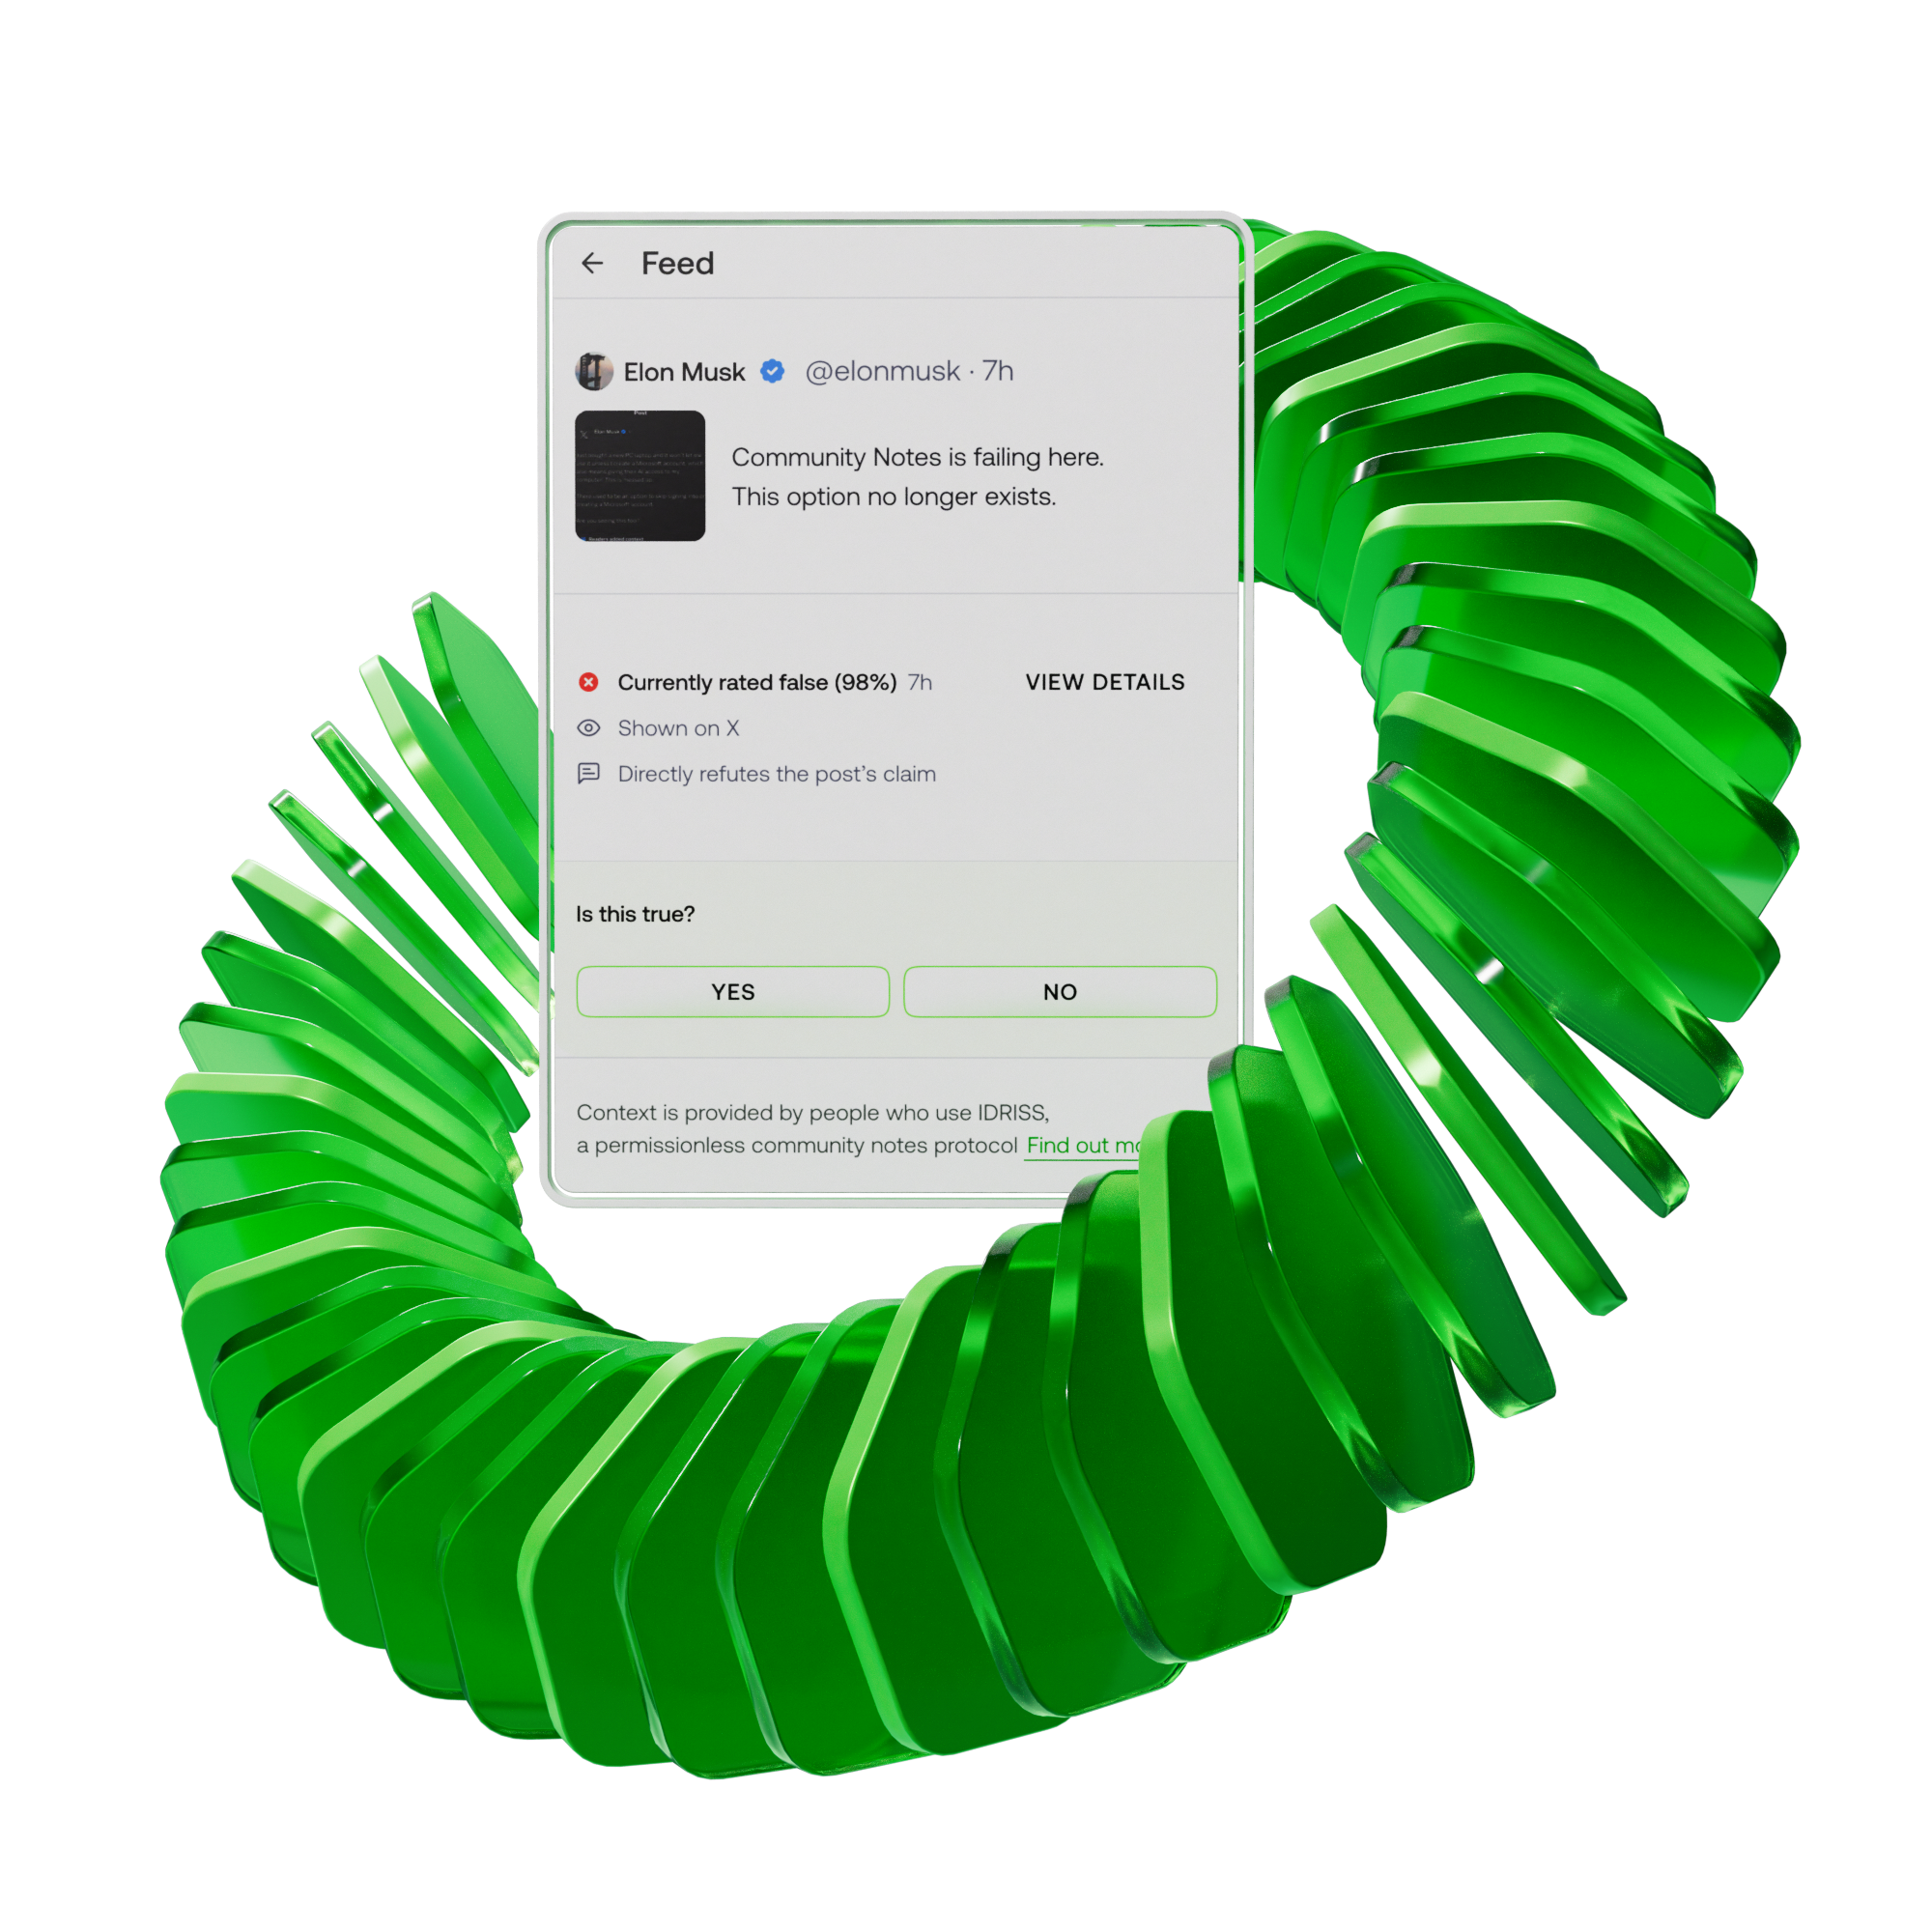 Feed
Elon Musk @elonmusk · 7h
Community Notes is failing here.
This option no longer exists.
Currently rated false (98%) 7h VIEW DETAILS
Shown on X
Directly refutes the post’s claim
Is this true?
YES NO
Context is provided by people who use IDRISS,
a permissionless community notes protocol Find out